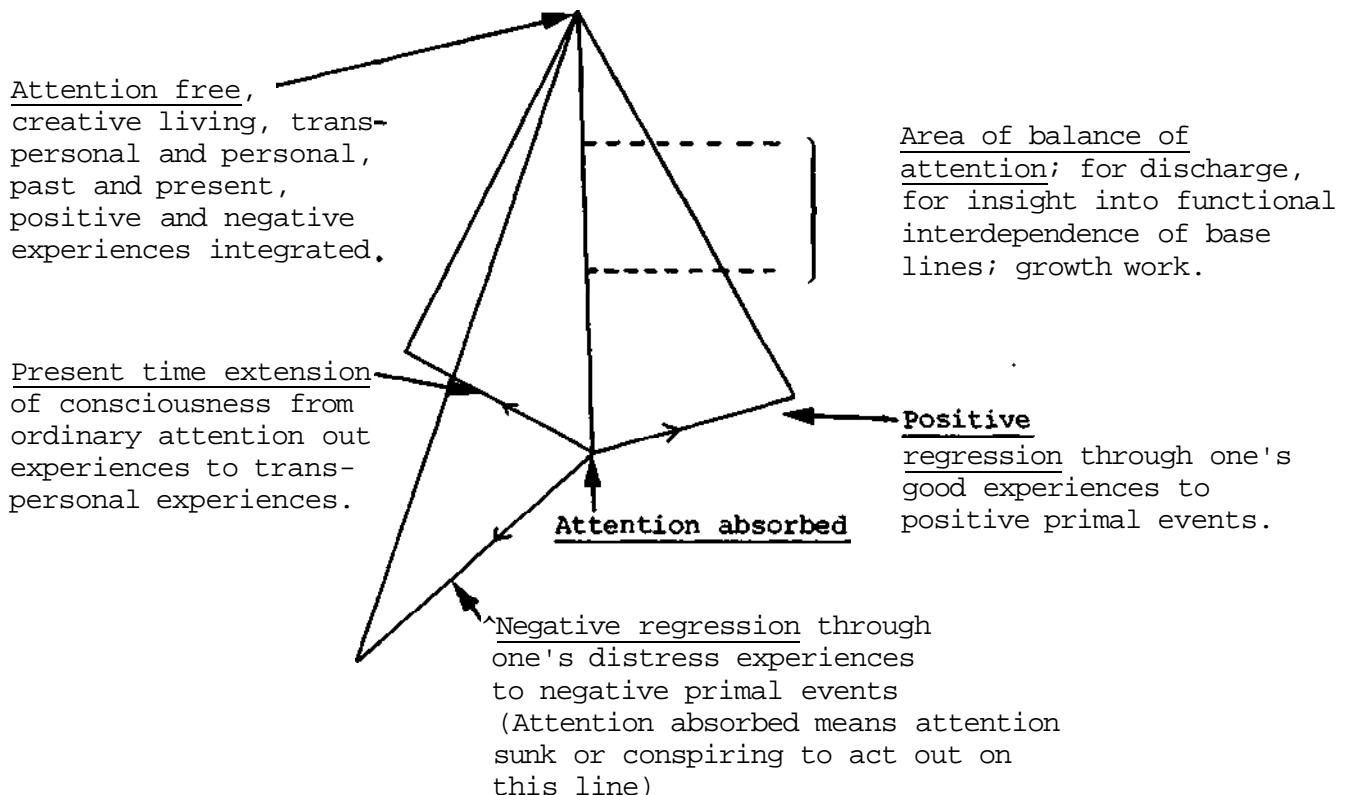 Attention free,
creative living, trans-
personal and personal,
past and present,
positive and negative
experiences integrated.
Area of balance of
attention; for discharge,
for insight into functional
interdependence of base
lines; growth work.
Present time extension
of consciousness from
ordinary attention out
experiences to trans-
personal experiences.
Positive
regression through one's
good experiences to
positive primal events.
Attention absorbed
^Negative regression through
one's distress experiences
to negative primal events
(Attention absorbed means attention
sunk or conspiring to act out on
this line)